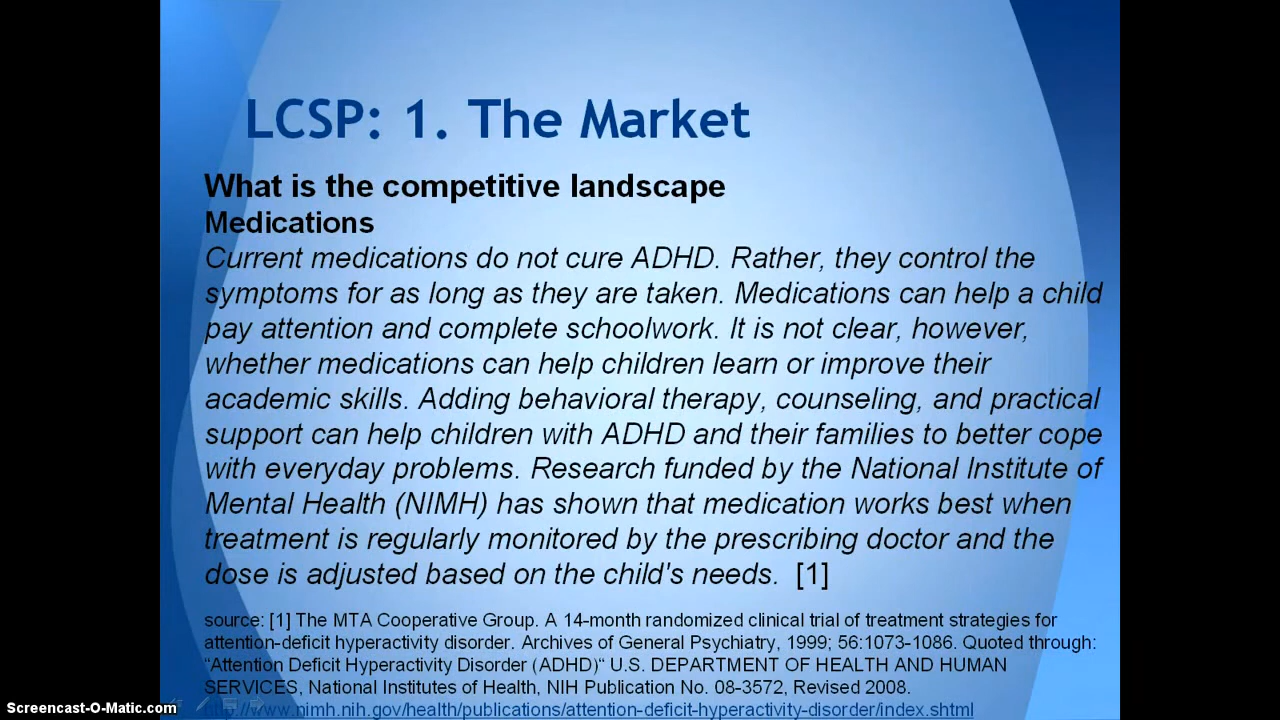 LCSP: 1. The Market
What is the competitive landscape
Medications
Current medications do not cure ADHD. Rather, they control the
symptoms for as long as they are taken. Medications can help a child
pay attention and complete schoolwork. It is not clear, however,
whether medications can help children learn or improve their
academic skills. Adding behavioral therapy, counseling, and practical
support can help children with ADHD and their families to better cope
with everyday problems. Research funded by the National Institute of
Mental Health (NIMH) has shown that medication works best when
treatment is regularly monitored by the prescribing doctor and the
dose is adjusted based on the child's needs. [1]
source: [1] The MTA Cooperative Group. A 14-month randomized clinical trial of treatment strategies for
attention-deficit hyperactivity disorder. Archives of General Psychiatry, 1999; 56:1073-1086. Quoted through:
“Attention Deficit Hyperactivity Disorder (ADHD)“ U.S. DEPARTMENT OF HEALTH AND HUMAN
SERVICES, National Institutes of Health, NIH Publication No. 08-3572, Revised 2008.
http://www.nimh.nih.gov/health/publications/attention-deficit-hyperactivity-disorder/index.shtml
Screencast-O-Matic.com